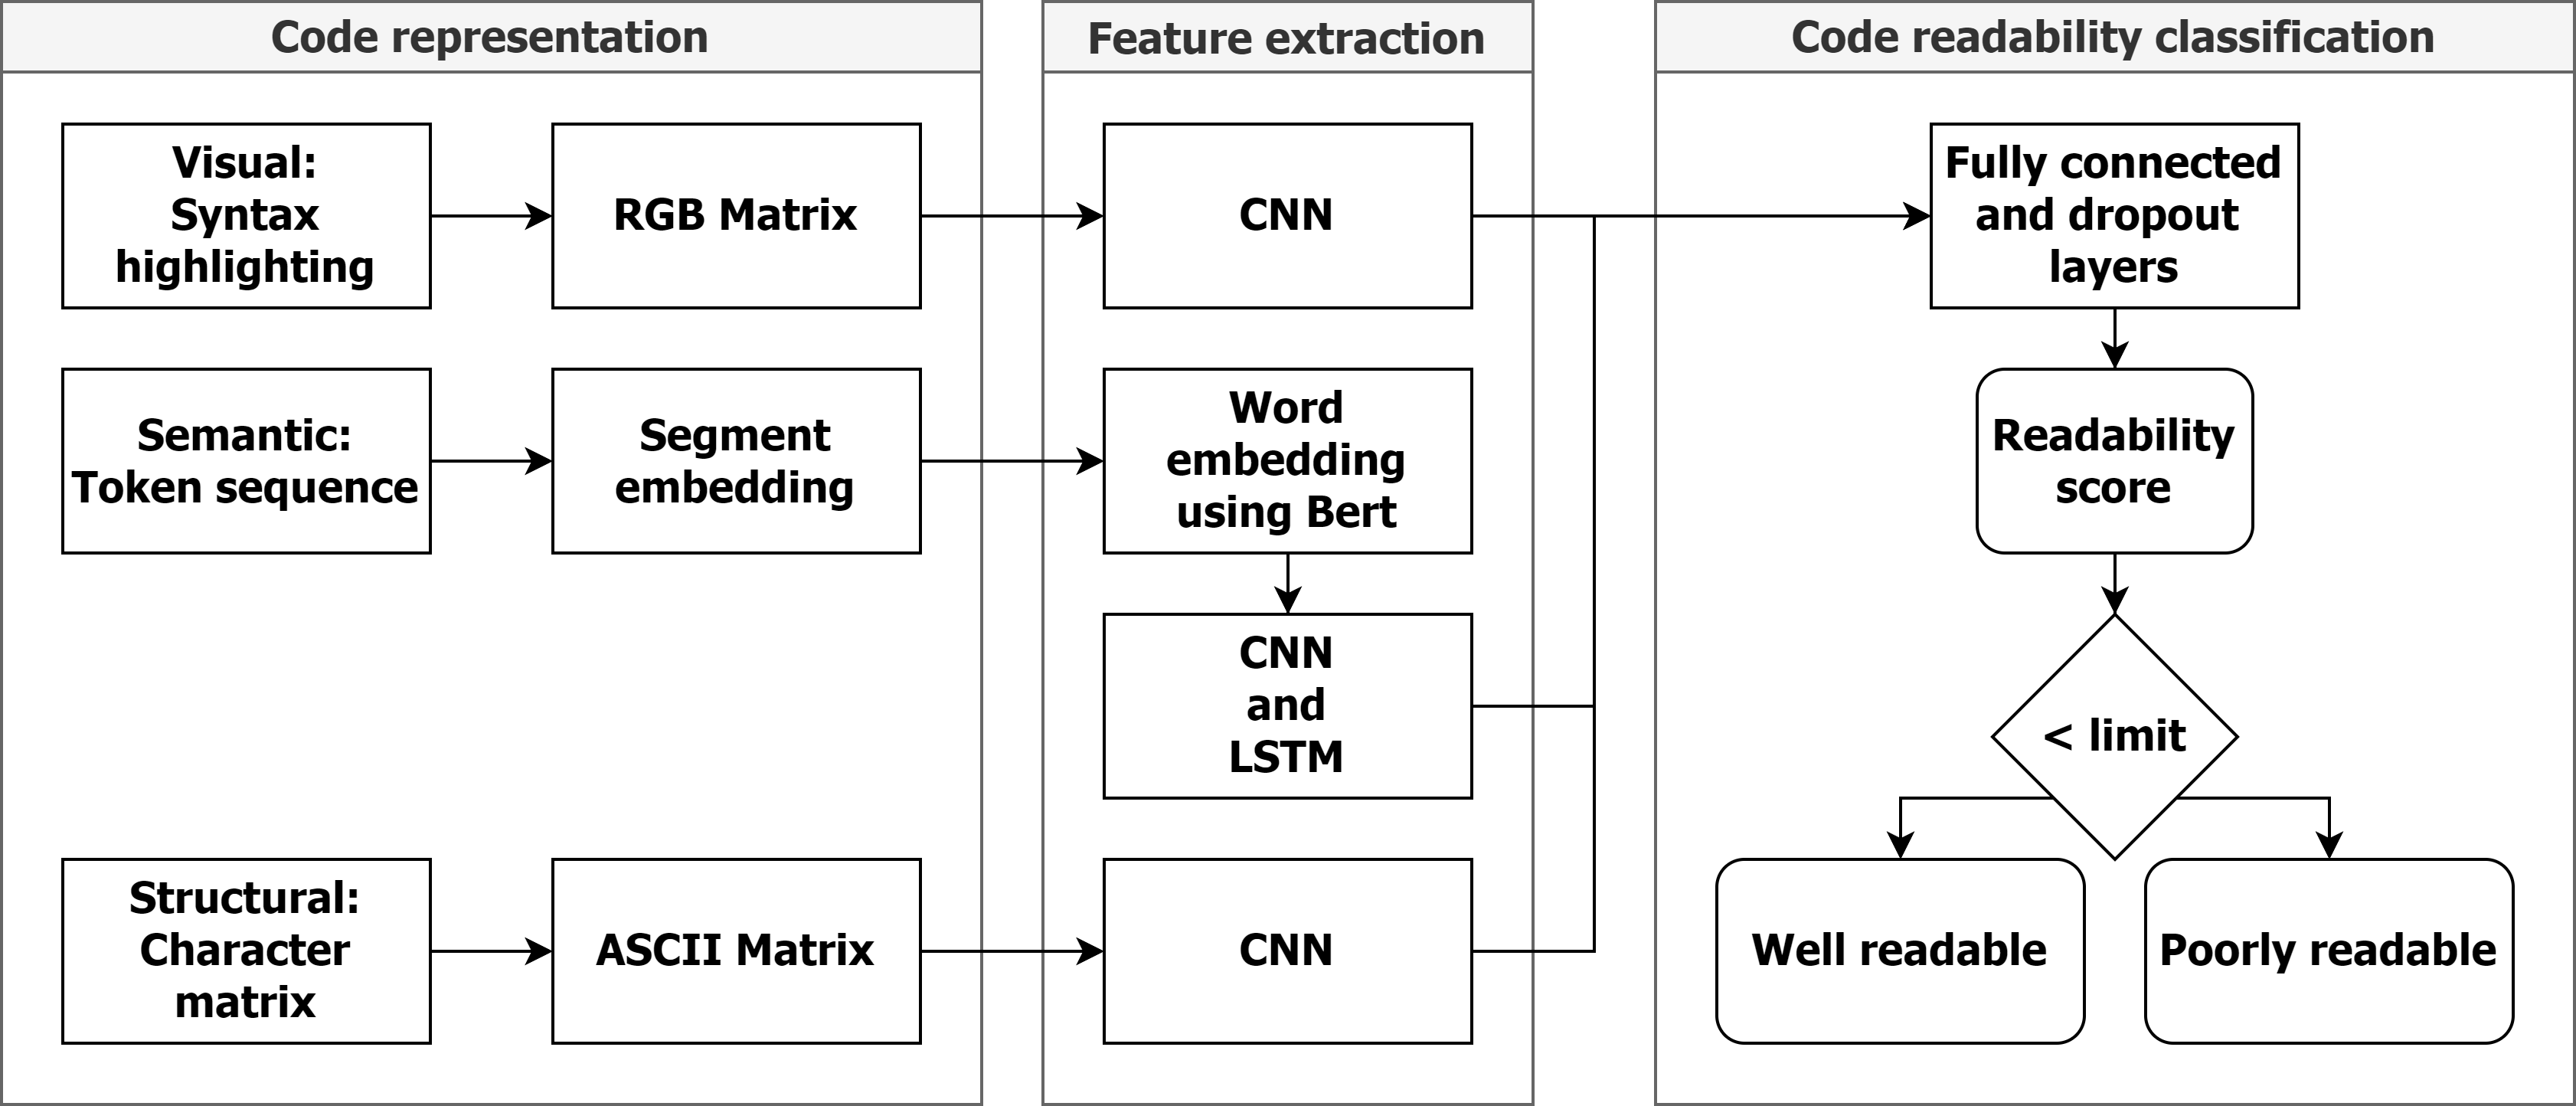 Code representation
Visual:
Syntax
highlighting
RGB Matrix
Semantic:
Token sequence
Segment
embedding
Structural:
Character
matrix
ASCII Matrix
Feature extraction
CNN
Word
embedding
using Bert
CNN
and
LSTM
CNN
Code readability classification
Fully connected
and dropout
layers
Readability
score
< limit
Well readable
Poorly readable